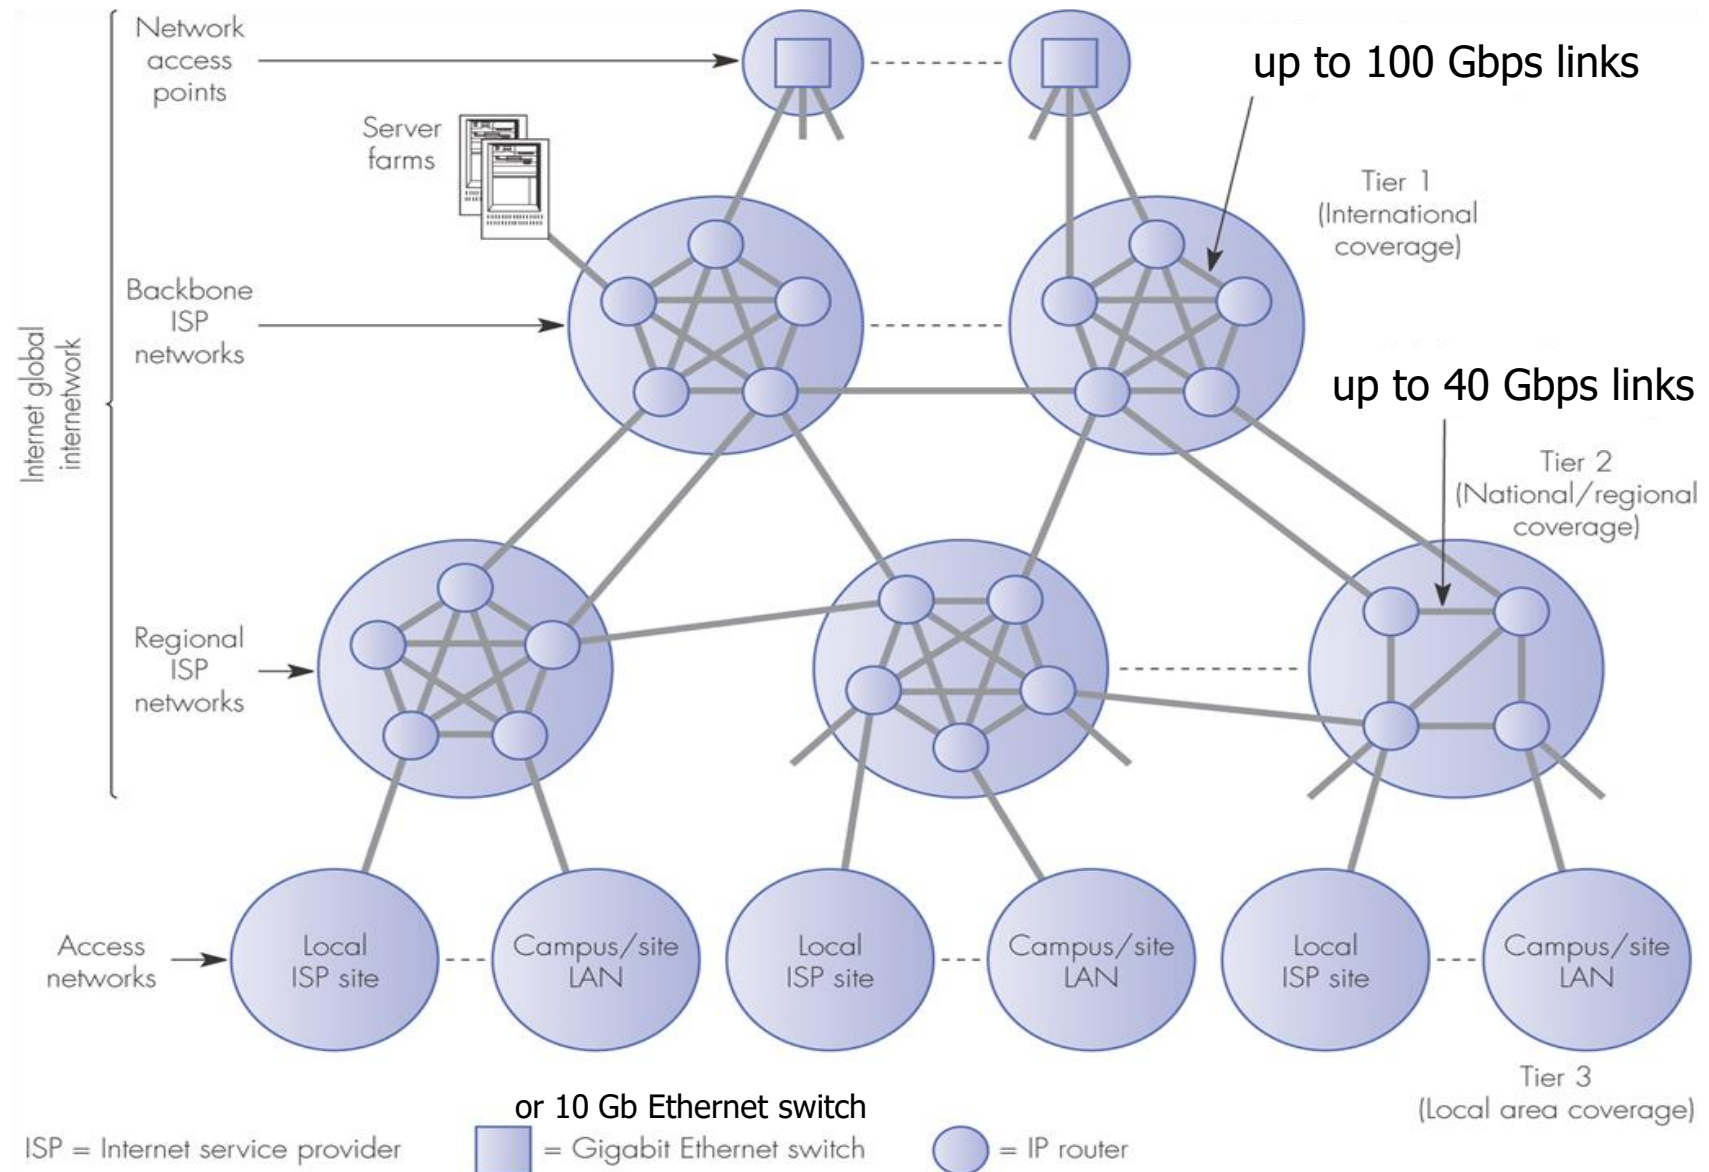 Network
access
points
up to 100 Gbps links
Server
farms
Tier 1
(International
coverage)
Backbone
ISP
networks
Internet global
internetwork
up to 40 Gbps links
Tier 2
(National/regional
coverage)
Regional
ISP
networks
Access
networks
Local
ISP site
Campus/site
LAN
Local
ISP site
Campus/site
LAN
Local
ISP site
Campus/site
LAN
Tier 3
(Local area coverage)
or 10 Gb Ethernet switch
ISP = Internet service provider
= Gigabit Ethernet switch
= IP router